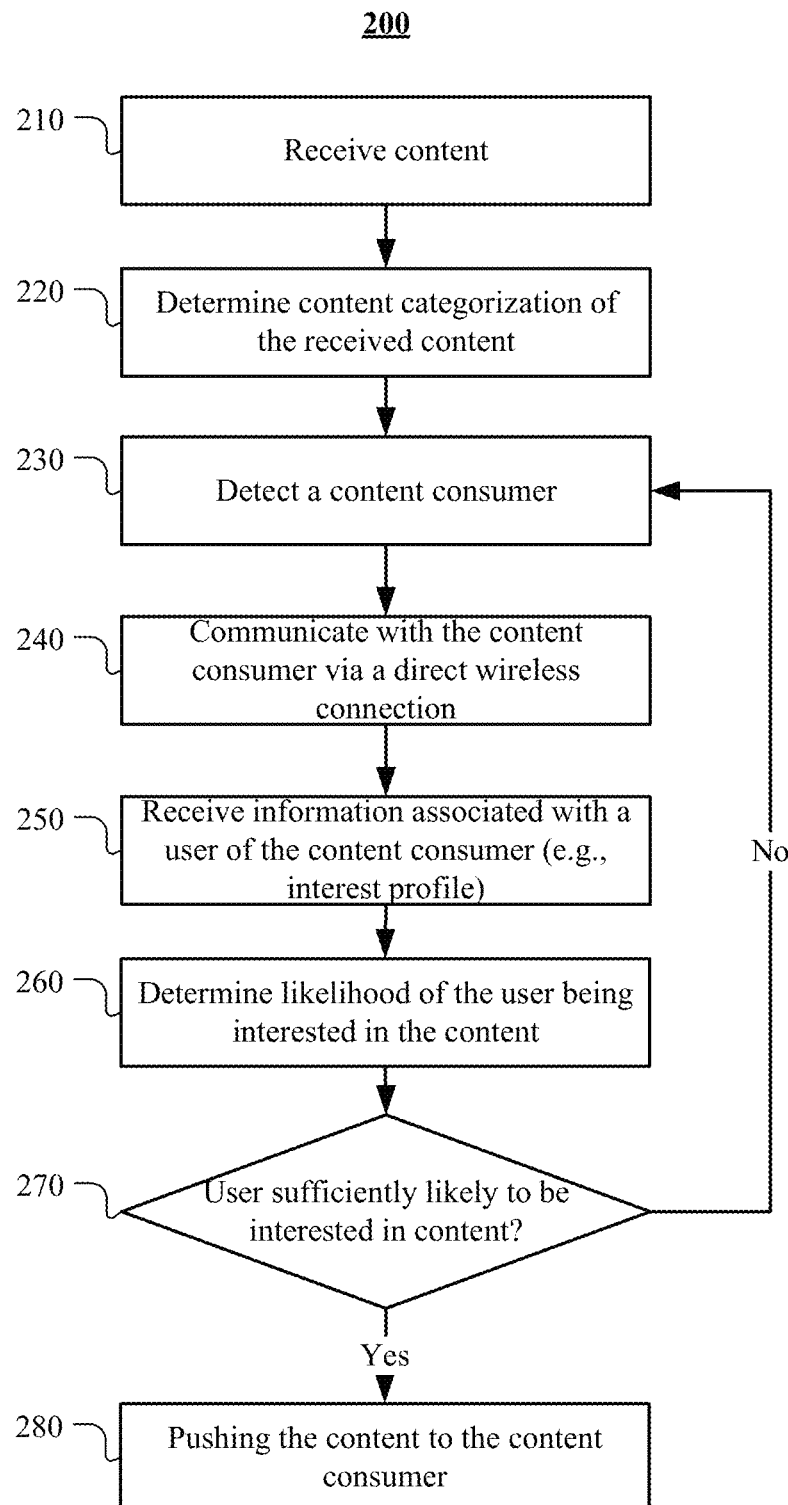 200
210
Receive content
220
Determine content categorization of
the received content
230
Detect a content consumer
240
Communicate with the content
consumer via a direct wireless
connection
250
Receive information associated with a
user of the content consumer (e.g.,
interest profile)
No
260
Determine likelihood of the user being
interested in the content
270
User sufficiently likely to be
interested in content?
Yes
280
Pushing the content to the content
consumer